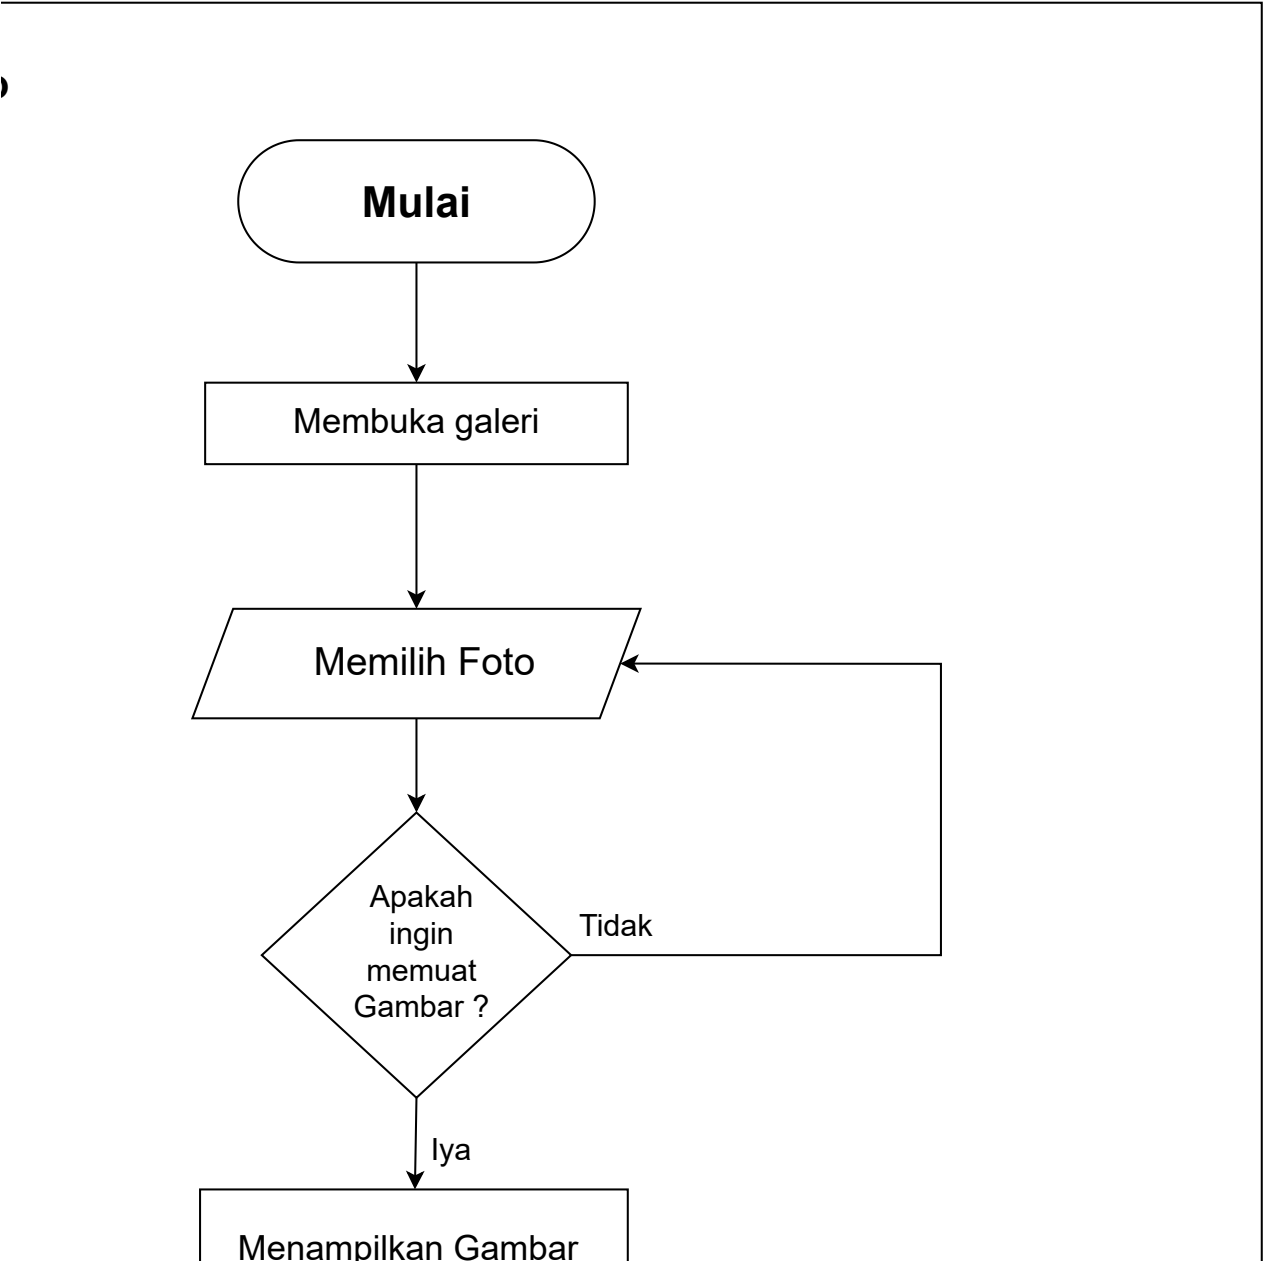 Mulai
Membuka galeri
Memilih Foto
Apakah
ingin
memuat
Gambar ?
Tidak
Iya
Menampilkan Gambar